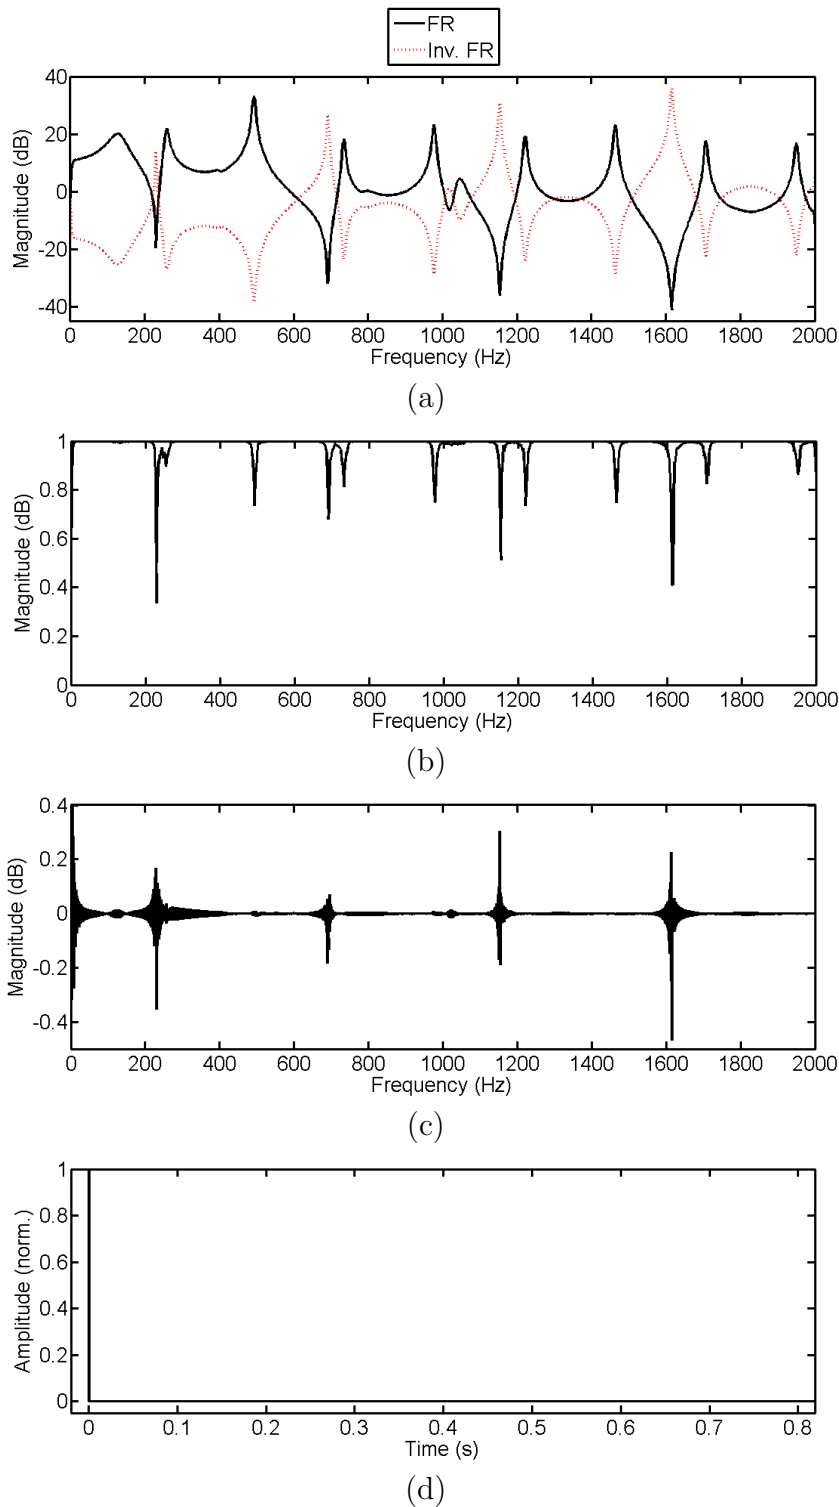 FR
Inv. FR
40
20
0
-20
-40
Magnitude (dB)
0 200 400 600 800 1000 1200 1400 1600 1800 2000
Frequency (Hz)
(a)
1
0.8
0.6
0.4
0.2
0
Magnitude (dB)
0 200 400 600 800 1000 1200 1400 1600 1800 2000
Frequency (Hz)
(b)
0.4
0.2
0
-0.2
-0.4
Magnitude (dB)
0 200 400 600 800 1000 1200 1400 1600 1800 2000
Frequency (Hz)
(c)
1
0.8
0.6
0.4
0.2
0
Amplitude (norm.)
0 0.1 0.2 0.3 0.4 0.5 0.6 0.7 0.8
Time (s)
(d)